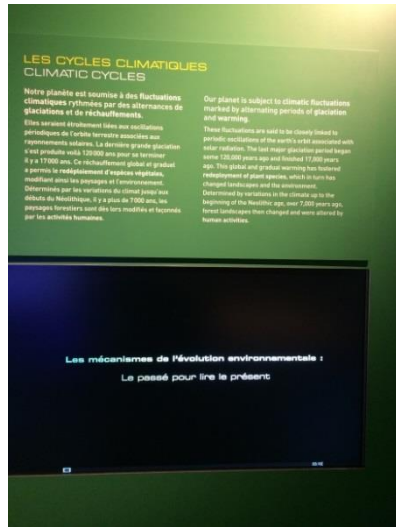 LES CYCLES CLIMATIQUES
CLIMATIC CYCLES
Notre planète est soumise à des fluctuations
climatiques rythmées par des alternances de
glaciations et de réchauffements.
Elles seraient étroitement liées aux oscillations
périodiques de l'orbite terrestre associées aux
rayonnements solaires. La dernière grande glaciation
s'est produite voilà 120 000 ans pour se terminer
il y a 17 000 ans. Ce réchauffement global et graduel
a permis le redéploiement d'espèces végétales,
modifiant ainsi les paysages et l'environnement.
Déterminés par les variations du climat jusqu'aux
débuts du Néolithique, il y a plus de 7 000 ans, les
paysages forestiers sont dès lors modifiés et façonnés
par les activités humaines.
Our planet is subject to climatic fluctuations
marked by alternating periods of glaciation
and warming.
These fluctuations are said to be closely linked to
periodic oscillations of the earth's orbit associated with
solar radiation. The last major glaciation period began
some 120,000 years ago and finished 17,000 years
ago. This global and gradual warming has fostered
redeployment of plant species, which in turn has
changed landscapes and the environment.
Determined by variations in the climate up to the
beginning of the Neolithic age, over 7,000 years ago,
forest landscapes then changed and were altered by
human activities.
Les mécanismes de l'évolution environnementale :
Le passé pour lire le présent